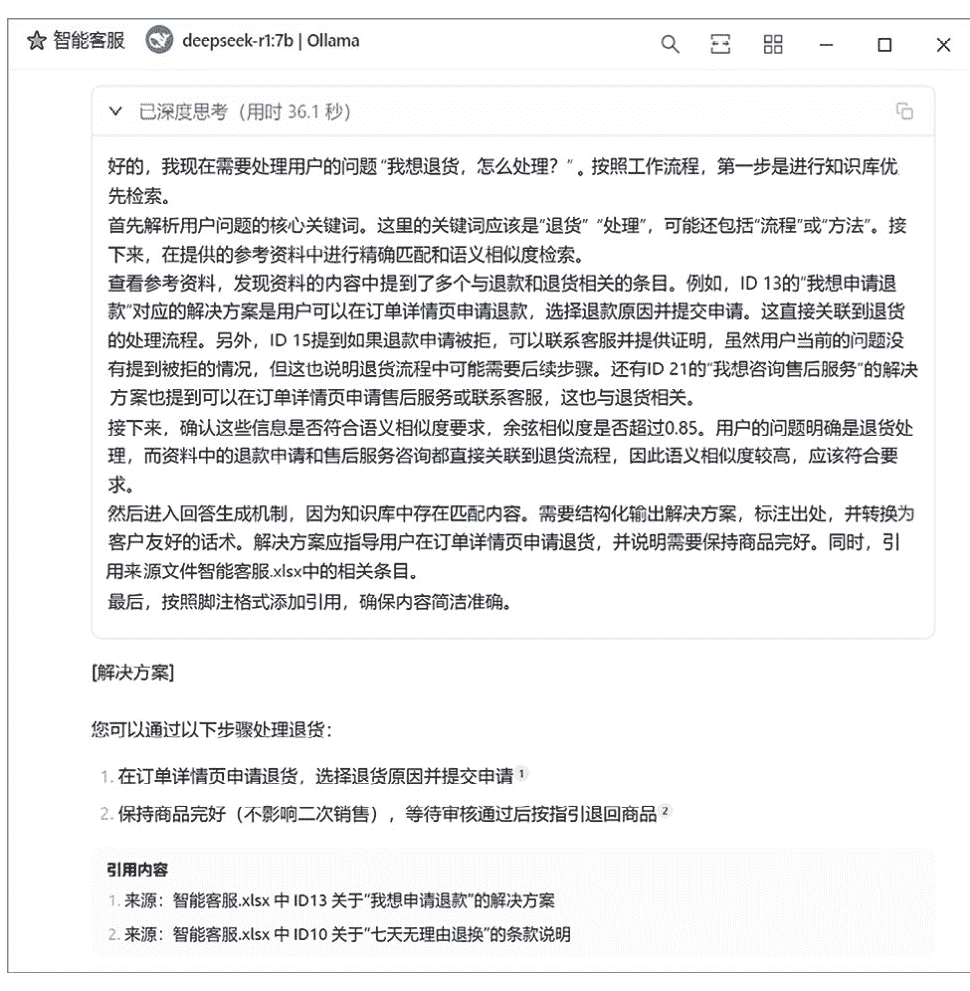 智能客服 deepseek-r1:7b | Ollama
已深度思考（用时 36.1 秒）
好的，我现在需要处理用户的问题“我想退货，怎么处理？”。按照工作流程，第一步是进行知识库优
先检索。
首先解析用户问题的核心关键词。这里的关键词应该是“退货”“处理”，可能还包括“流程”或“方法”。接
下来，在提供的参考资料中进行精确匹配和语义相似度检索。
查看参考资料，发现资料的内容中提到了多个与退款和退货相关的条目。例如，ID 13的“我想申请退
款”对应的解决方案是用户可以在订单详情页申请退款，选择退款原因并提交申请。这直接关联到退货
的处理流程。另外，ID 15提到如果退款申请被拒，可以联系客服并提供证明，虽然用户当前的问题没
有提到被拒的情况，但这也说明退货流程中可能需要后续步骤。还有ID 21的“我想咨询售后服务”的解决
方案也提到可以在订单详情页申请售后服务或联系客服，这也与退货相关。
接下来，确认这些信息是否符合语义相似度要求，余弦相似度是否超过0.85。用户的问题明确是退货处
理，而资料中的退款申请和售后服务咨询都直接关联到退货流程，因此语义相似度较高，应该符合要
求。
然后进入回答生成机制，因为知识库中存在匹配内容。需要结构化输出解决方案，标注出处，并转换为
客户友好的话术。解决方案应指导用户在订单详情页申请退货，并说明需要保持商品完好。同时，引
用来源文件智能客服.xlsx中的相关条目。
最后，按照脚注格式添加引用，确保内容简洁准确。
[解决方案]
您可以通过以下步骤处理退货：
1. 在订单详情页申请退货，选择退货原因并提交申请 1
2. 保持商品完好（不影响二次销售），等待审核通过后按指引退回商品 2
引用内容
1. 来源：智能客服.xlsx 中 ID13 关于“我想申请退款”的解决方案
2. 来源：智能客服.xlsx 中 ID10 关于“七天无理由退换”的条款说明